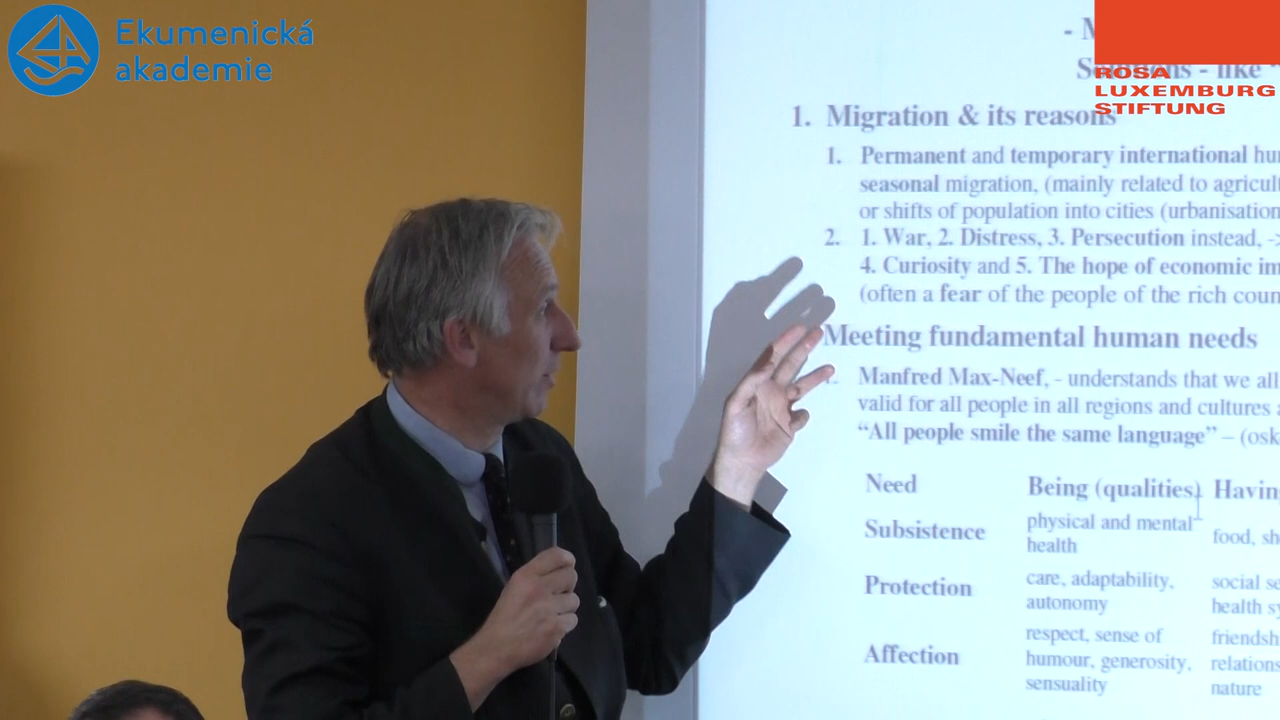 Ekumenická
akademie
ROSA
LUXEMBURG
STIFTUNG
- like
1. Migration & its reasons
1. Permanent and temporary international
seasonal migration, (mainly related to
or shifts of population into cities (urbanisation
2. 1. War, 2. Distress, 3. Persecution instead, ->
4. Curiosity and 5. The hope of economic
(often a fear of the people of the rich
Meeting fundamental human needs
Manfred Max-Neef, - understands that we all
valid for all people in all regions and cultures
“All people smile the same language” –
Need Being (qualities)
Subsistence physical and mental
health food,
Protection care, adaptability,
autonomy social
health
Affection respect, sense of
humour, generosity,
sensuality
nature